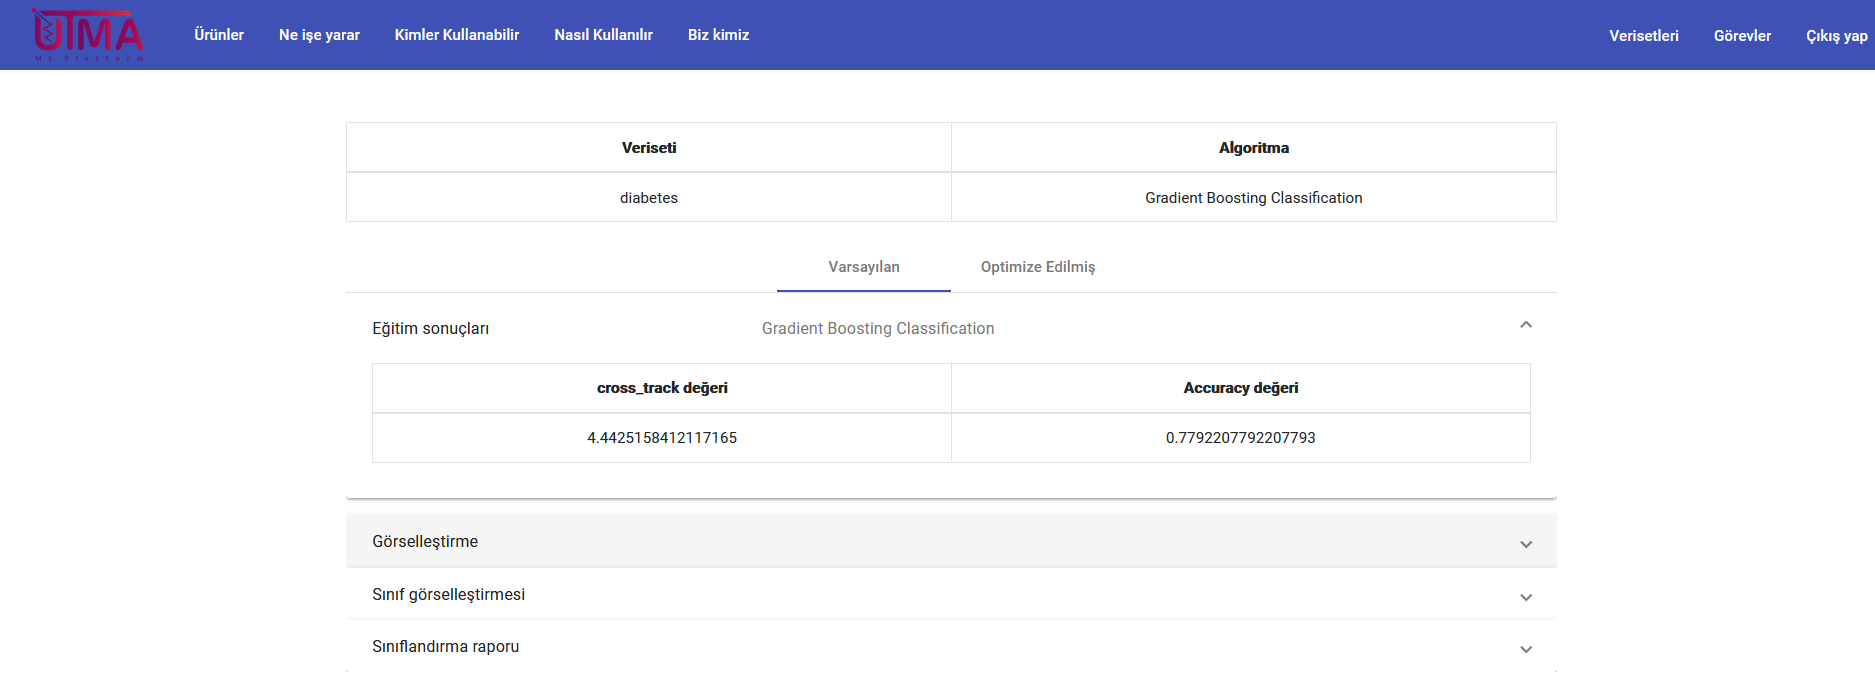 UTMA
ML Platform
Ürünler Ne işe yarar Kimler Kullanabilir Nasıl Kullanılır Biz kimiz Verisetleri Görevler Çıkış yap
Veriseti Algoritma
diabetes Gradient Boosting Classification
Varsayılan Optimize Edilmiş
Eğitim sonuçları Gradient Boosting Classification
cross_track değeri Accuracy değeri
4.4425158412117165 0.7792207792207793
Görselleştirme
Sınıf görselleştirmesi
Sınıflandırma raporu